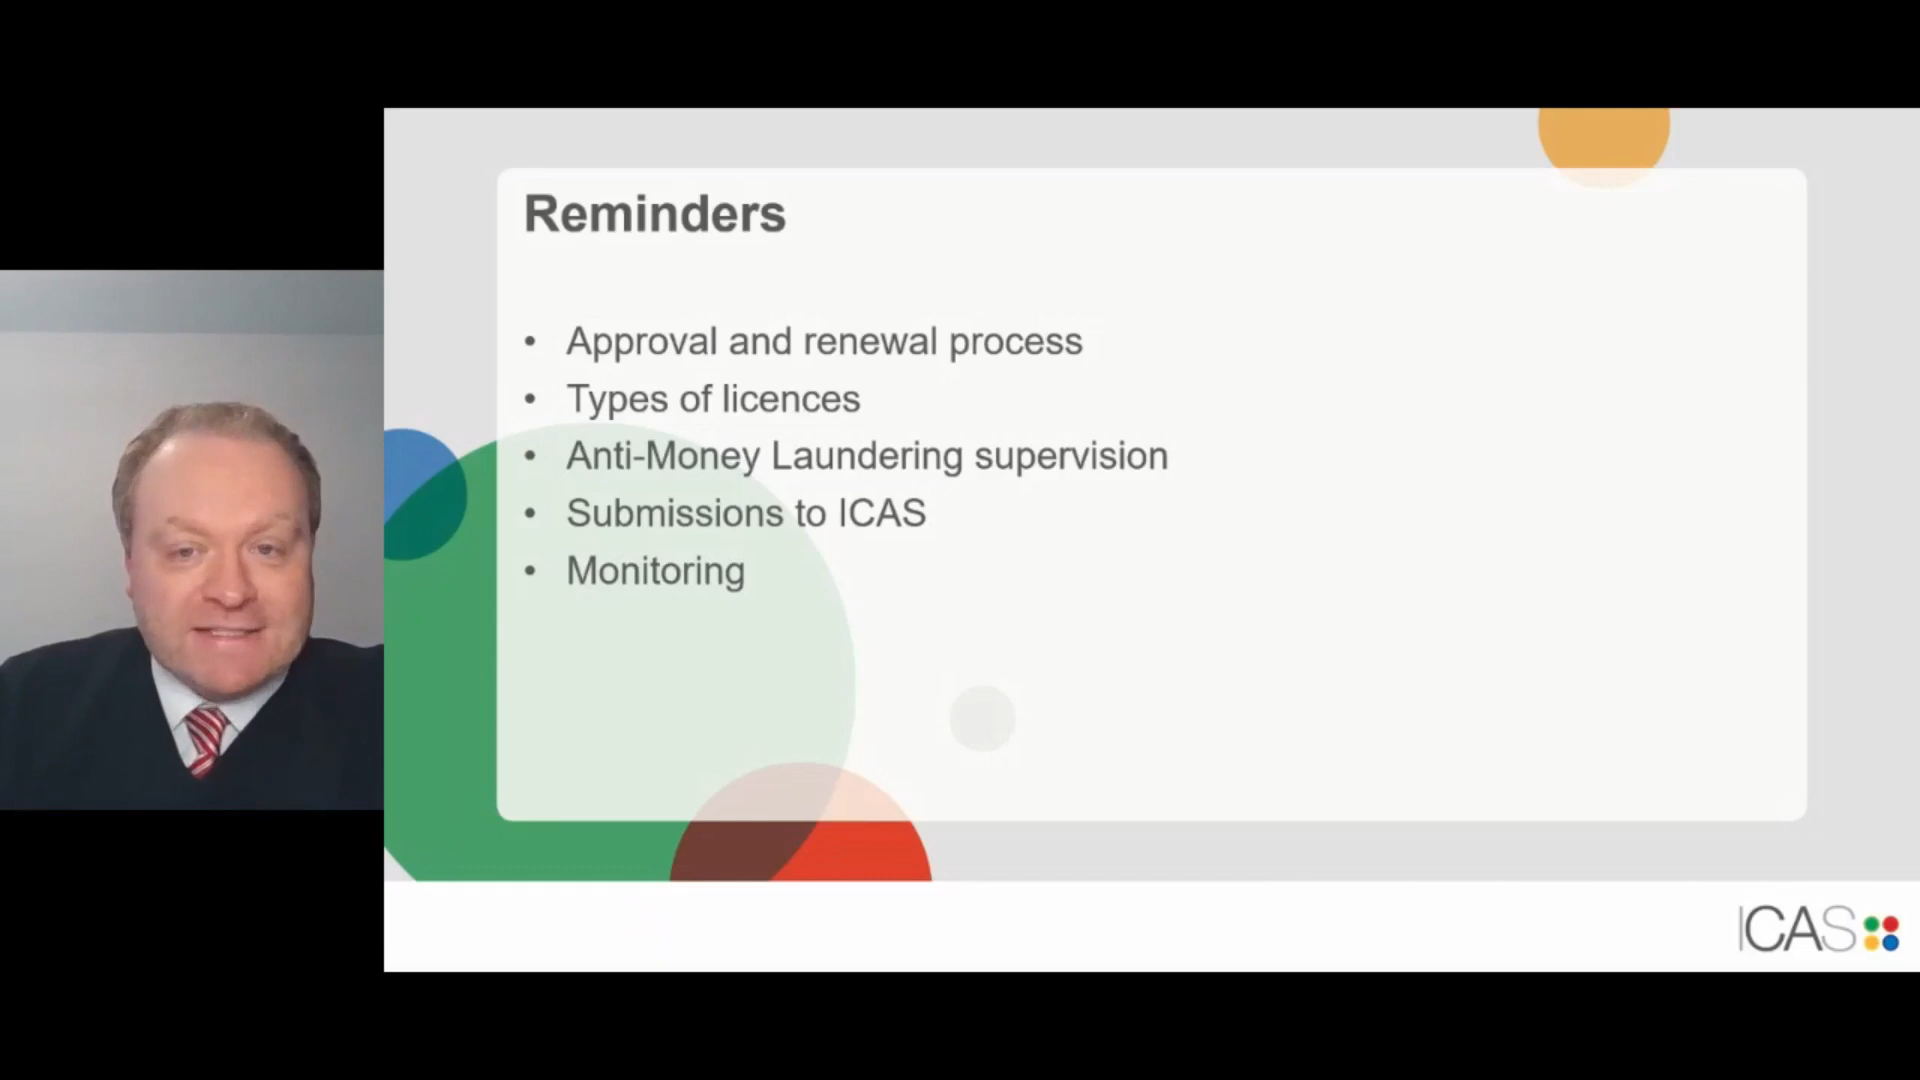 Reminders
• Approval and renewal process
• Types of licences
• Anti-Money Laundering supervision
• Submissions to ICAS
• Monitoring
ICAS